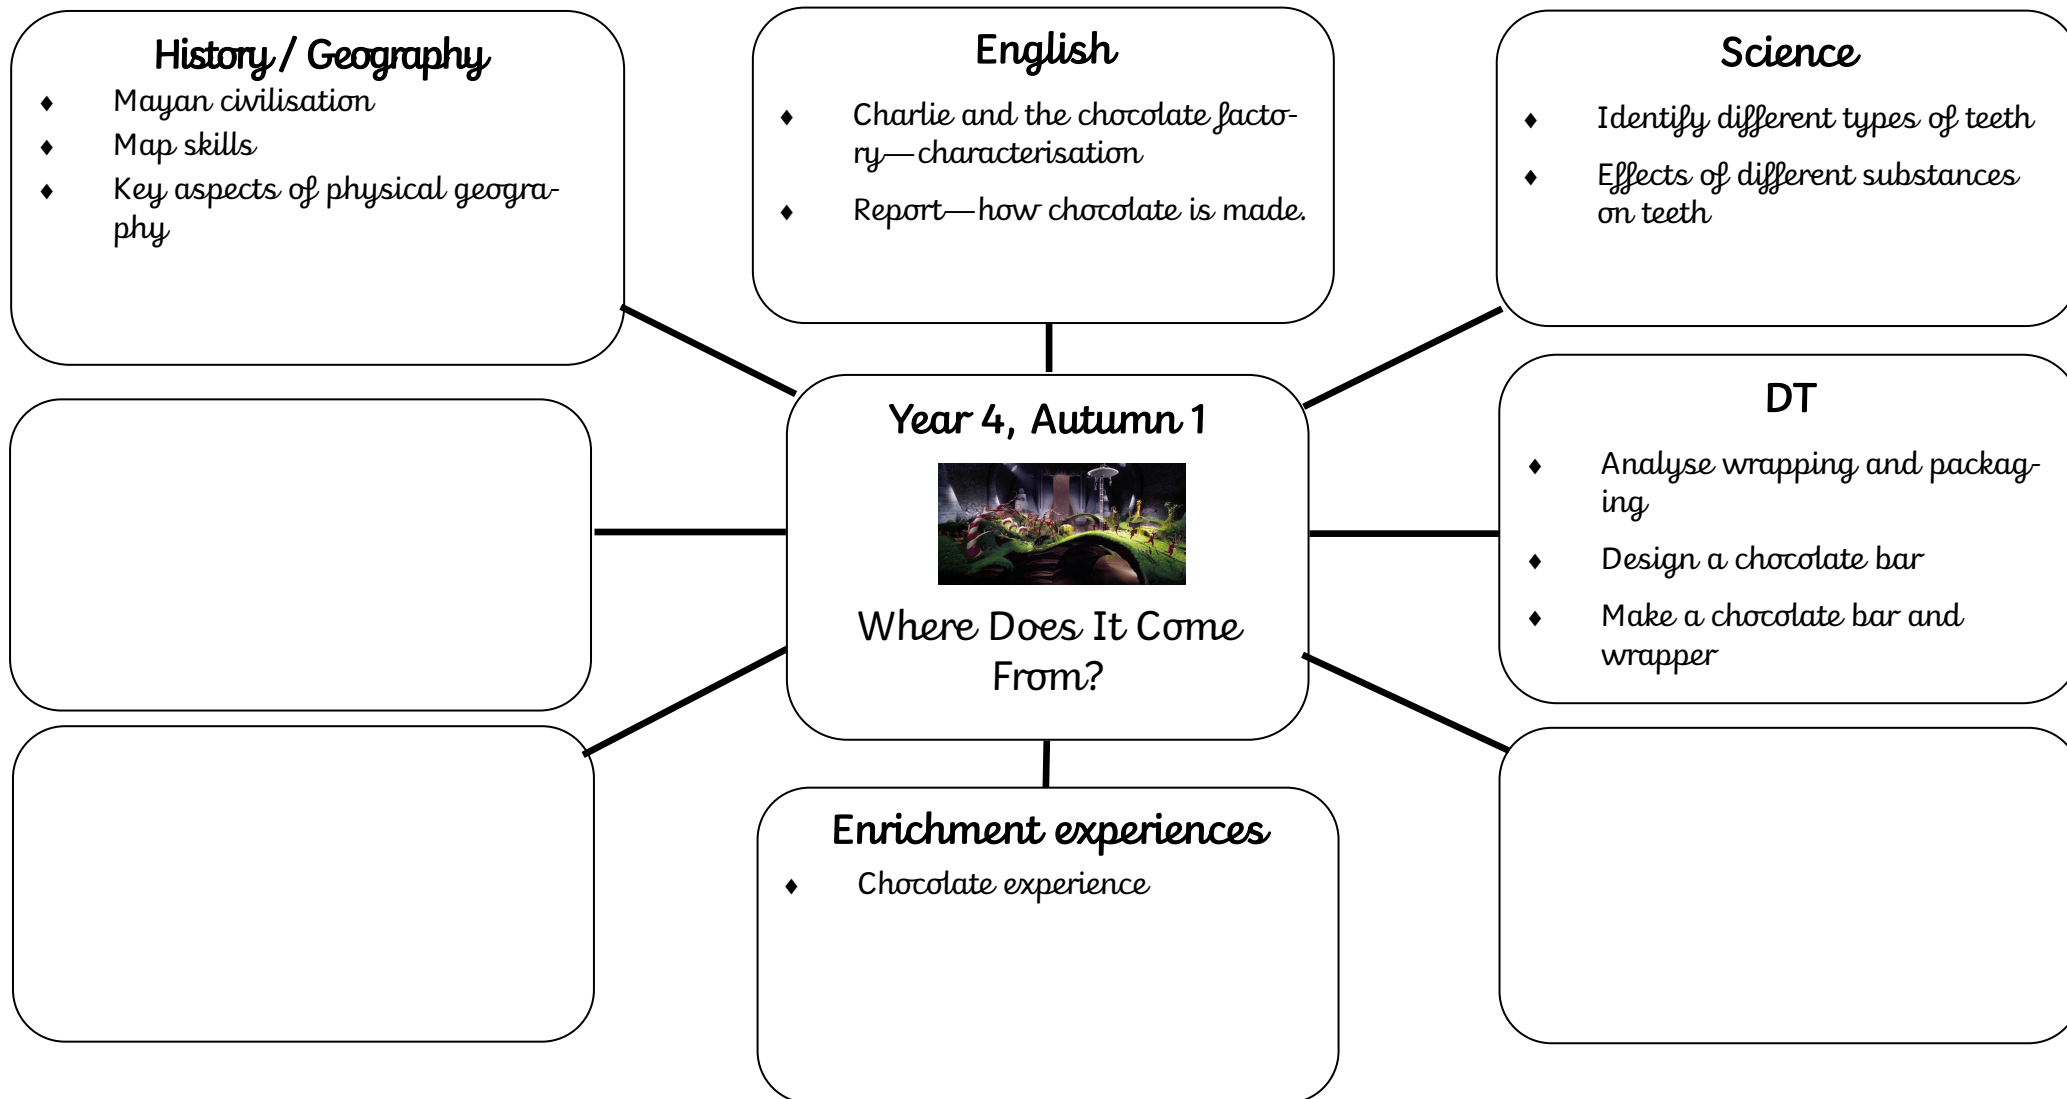 History / Geography
♦ Mayan civilisation
♦ Map skills
♦ Key aspects of physical geogra-
phy
English
♦ Charlie and the chocolate facto-
ry—characterisation
♦ Report—how chocolate is made.
Science
♦ Identify different types of teeth
♦ Effects of different substances
on teeth
Year 4, Autumn 1
Where Does It Come
From?
DT
♦ Analyse wrapping and packag-
ing
♦ Design a chocolate bar
♦ Make a chocolate bar and
wrapper
Enrichment experiences
♦ Chocolate experience